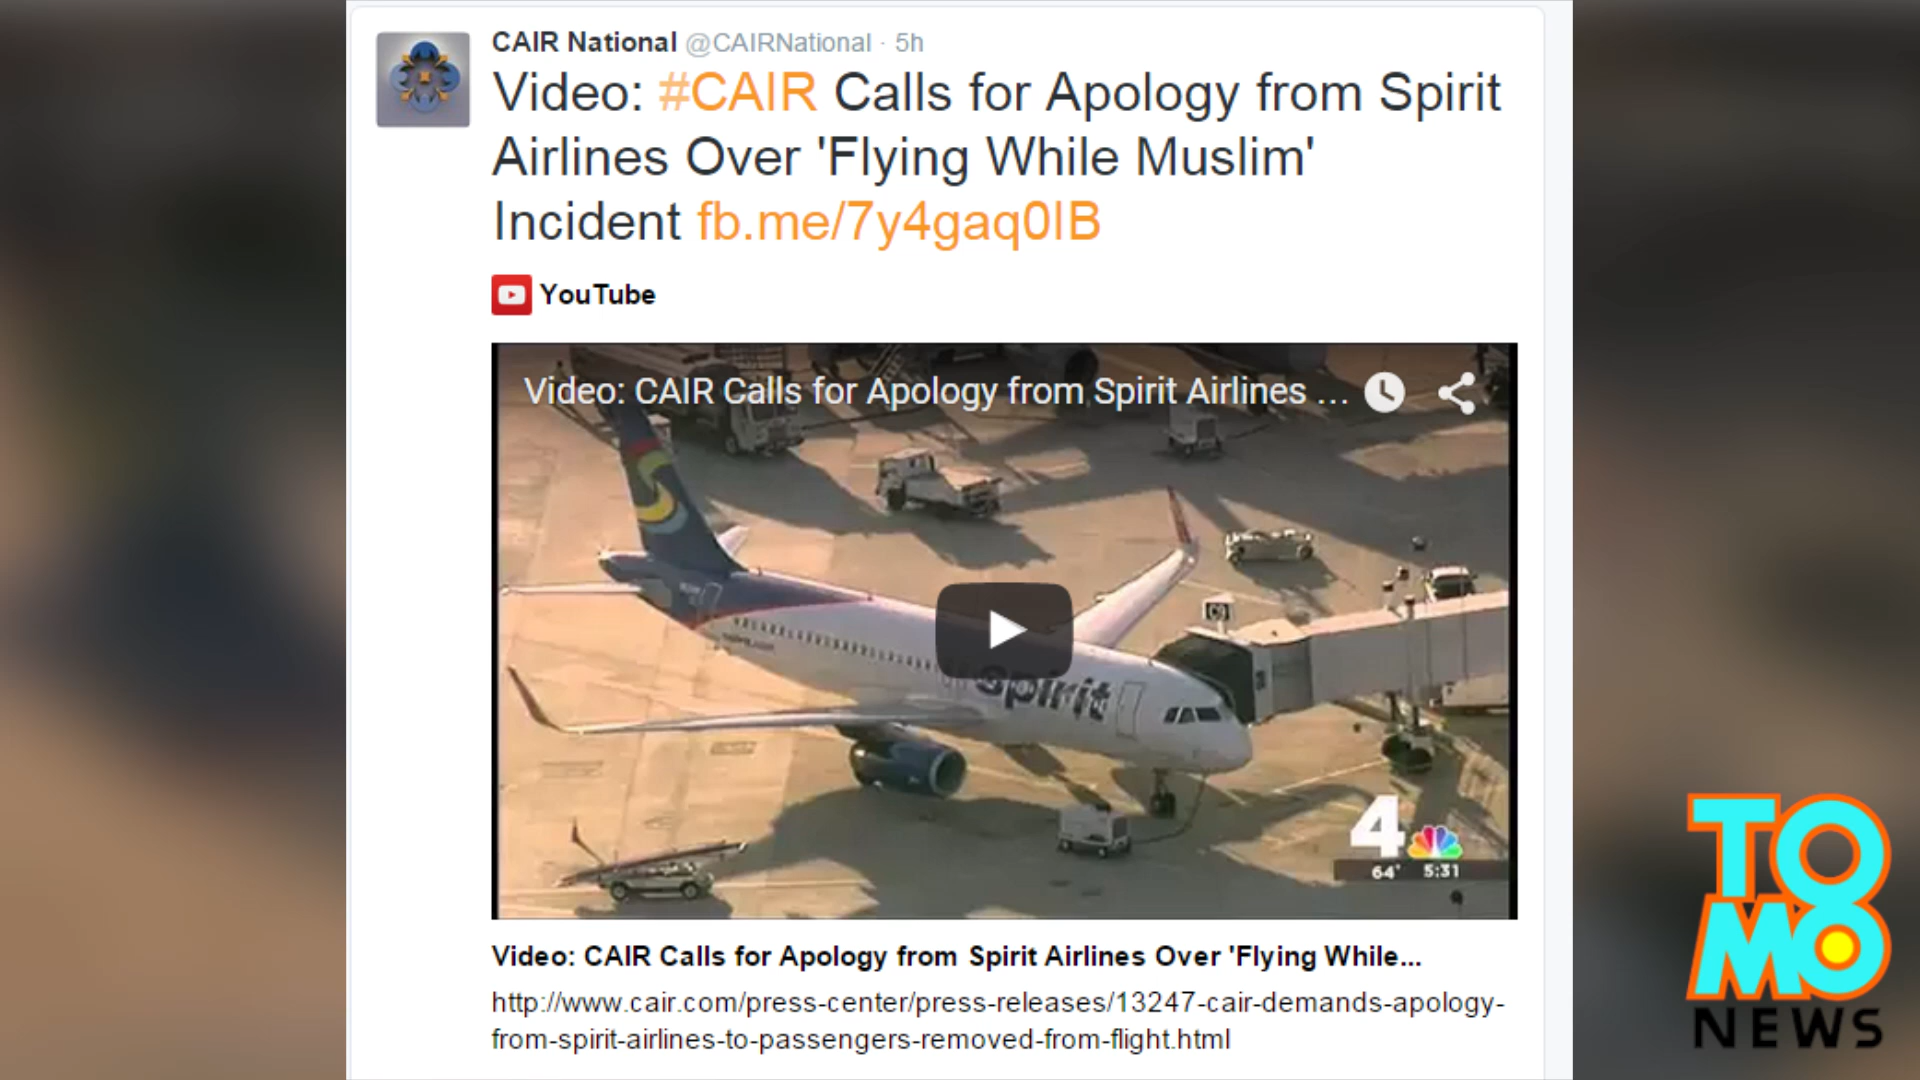 CAIR National @CAIRNational · 5h
Video: #CAIR Calls for Apology from Spirit
Airlines Over 'Flying While Muslim'
Incident fb.me/7y4gaq0IB
YouTube
Video: CAIR Calls for Apology from Spirit Airlines ...
C9
spirit
4
64° 5:31
Video: CAIR Calls for Apology from Spirit Airlines Over 'Flying While...
http://www.cair.com/press-center/press-releases/13247-cair-demands-apology-
from-spirit-airlines-to-passengers-removed-from-flight.html
TOMO
NEWS